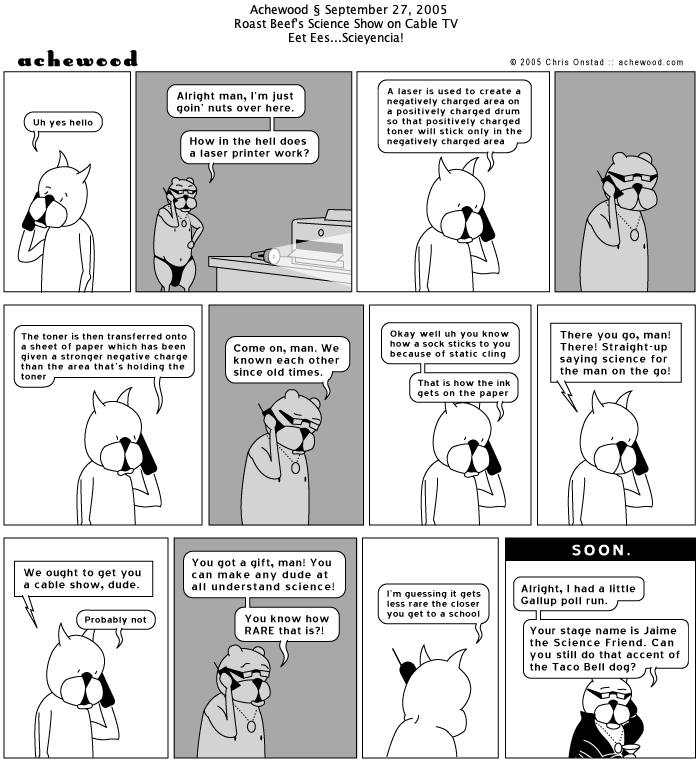 Achewood § September 27, 2005
Roast Beef's Science Show on Cable TV
Eet Ees...Scieyencia!
achewood
© 2005 Chris Onstad :: achewood.com
Uh yes hello
Alright man, I'm just
goin' nuts over here.
How in the hell does
a laser printer work?
A laser is used to create a
negatively charged area on
a positively charged drum
so that positively charged
toner will stick only in the
negatively charged area
The toner is then transferred onto
a sheet of paper which has been
given a stronger negative charge
than the area that's holding the
toner
Come on, man. We
known each other
since old times.
Okay well uh you know
how a sock sticks to you
because of static cling
That is how the ink
gets on the paper
There you go, man!
There! Straight-up
saying science for
the man on the go!
We ought to get you
a cable show, dude.
Probably not
You got a gift, man! You
can make any dude at
all understand science!
You know how
RARE that is?!
I'm guessing it gets
less rare the closer
you get to a school
SOON.
Alright, I had a little
Gallup poll run.
Your stage name is Jaime
the Science Friend. Can
you still do that accent of
the Taco Bell dog?